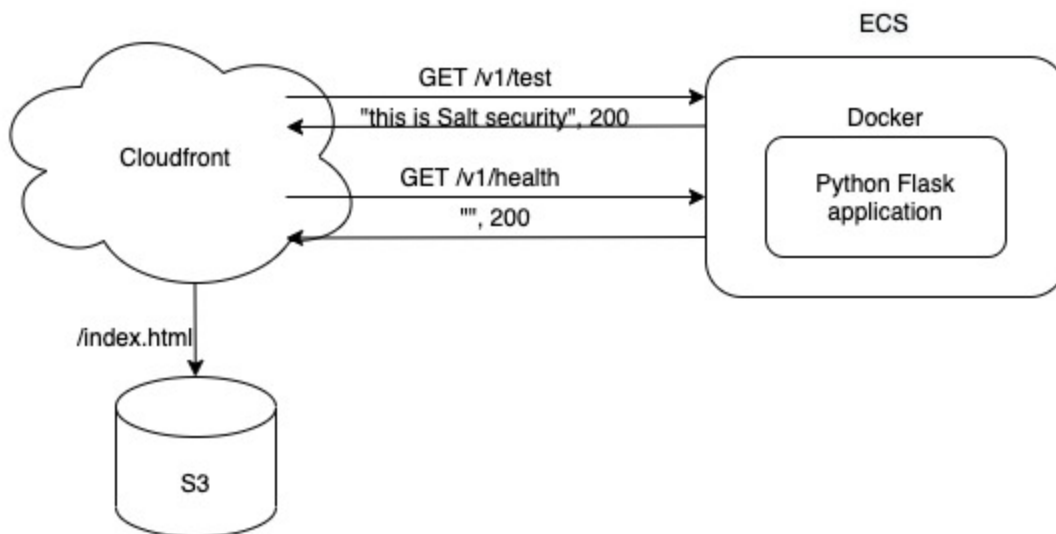 ECS
GET /v1/test
"this is Salt security", 200
Docker
Cloudfront
GET /v1/health
Python Flask
application
"", 200
/index.html
S3